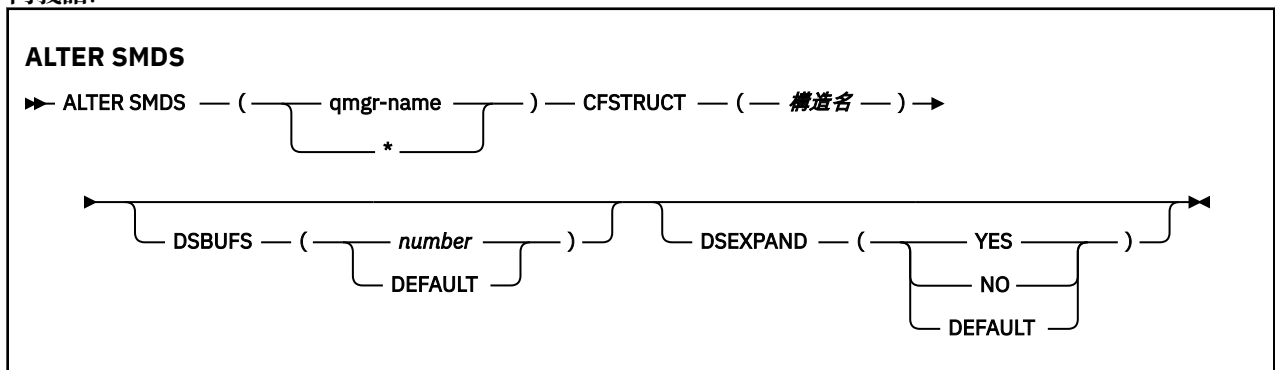 ALTER SMDS
ALTER SMDS ( qmgr-name ) CFSTRUCT ( 構造名 )
*
DSBUFS ( number ) DSEXPAND ( YES )
DEFAULT NO
DEFAULT